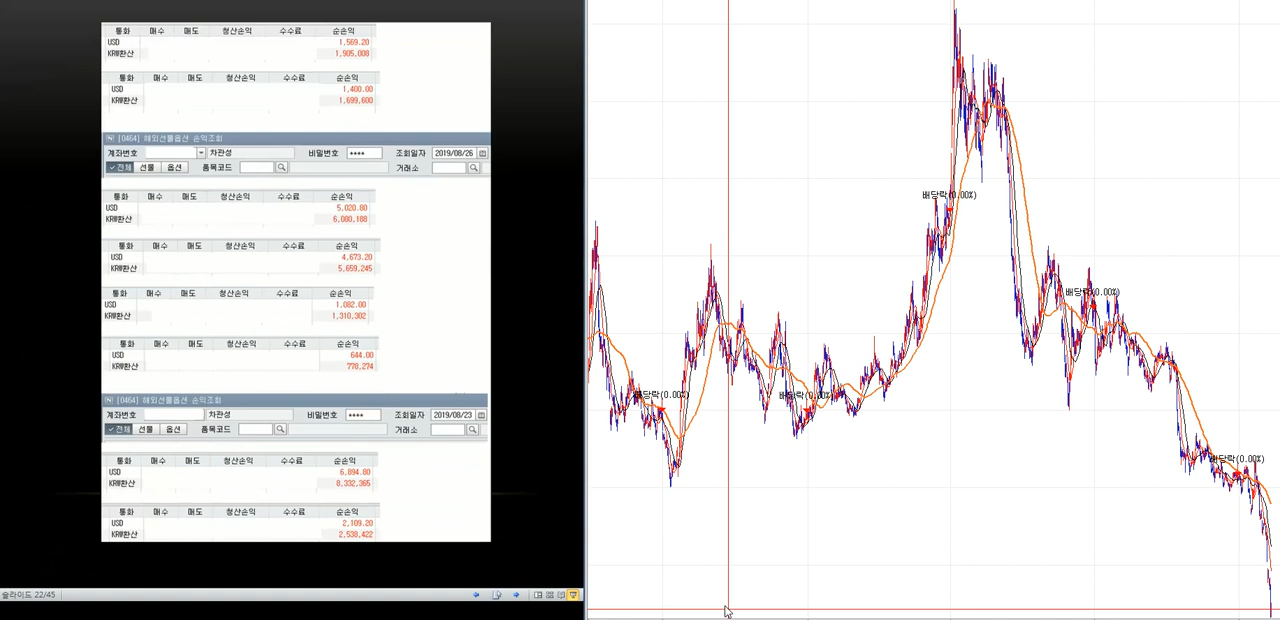 통화 매수 매도 청산손익 수수료 순손익
USD 1,569.20
KRW환산 1,905,008
통화 매수 매도 청산손익 수수료 순손익
USD 1,400.00
KRW환산 1,699,600
[0464] 해외선물옵션 손익조회
계좌번호 차관성 비밀번호 **** 조회일자 2019/08/26
전체 선물 옵션 품목코드 거래소
통화 매수 매도 청산손익 수수료 순손익
USD 5,020.80
KRW환산 6,080,188
통화 매수 매도 청산손익 수수료 순손익
USD 4,673.20
KRW환산 5,659,245
통화 매수 매도 청산손익 수수료 순손익
USD 1,082.00
KRW환산 1,310,302
통화 매수 매도 청산손익 수수료 순손익
USD 644.00
KRW환산 778,274
[0464] 해외선물옵션 손익조회
계좌번호 차관성 비밀번호 **** 조회일자 2019/08/23
전체 선물 옵션 품목코드 거래소
통화 매수 매도 청산손익 수수료 순손익
USD 6,894.80
KRW환산 8,332,365
통화 매수 매도 청산손익 수수료 순손익
USD 2,109.20
KRW환산 2,538,422
슬라이드 22/45
배당락(0.00%)
배당락(0.00%)
배당락(0.00%)
배당락(0.00%)
배당락(0.00%)